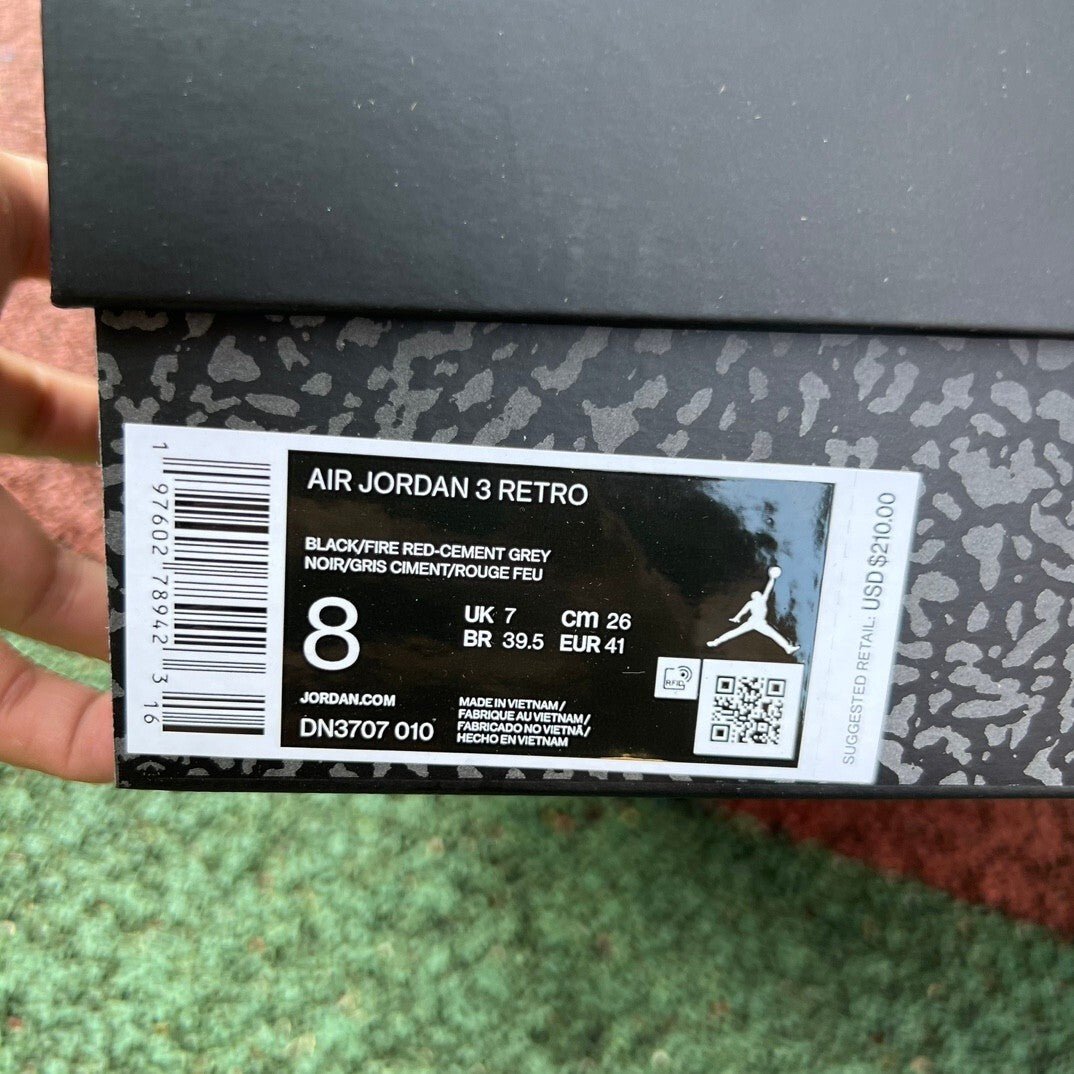 AIR JORDAN 3 RETRO
BLACK/FIRE RED-CEMENT GREY
NOIR/GRIS CIMENT/ROUGE FEU
8
UK 7 cm 26
BR 39.5 EUR 41
JORDAN.COM
DN3707 010
MADE IN VIETNAM/
FABRIQUE AU VIETNAM/
FABRICADO NO VIETNÃ/
HECHO EN VIETNAM
RFID
1 97602 78942 3
16
SUGGESTED RETAIL: USD $210.00